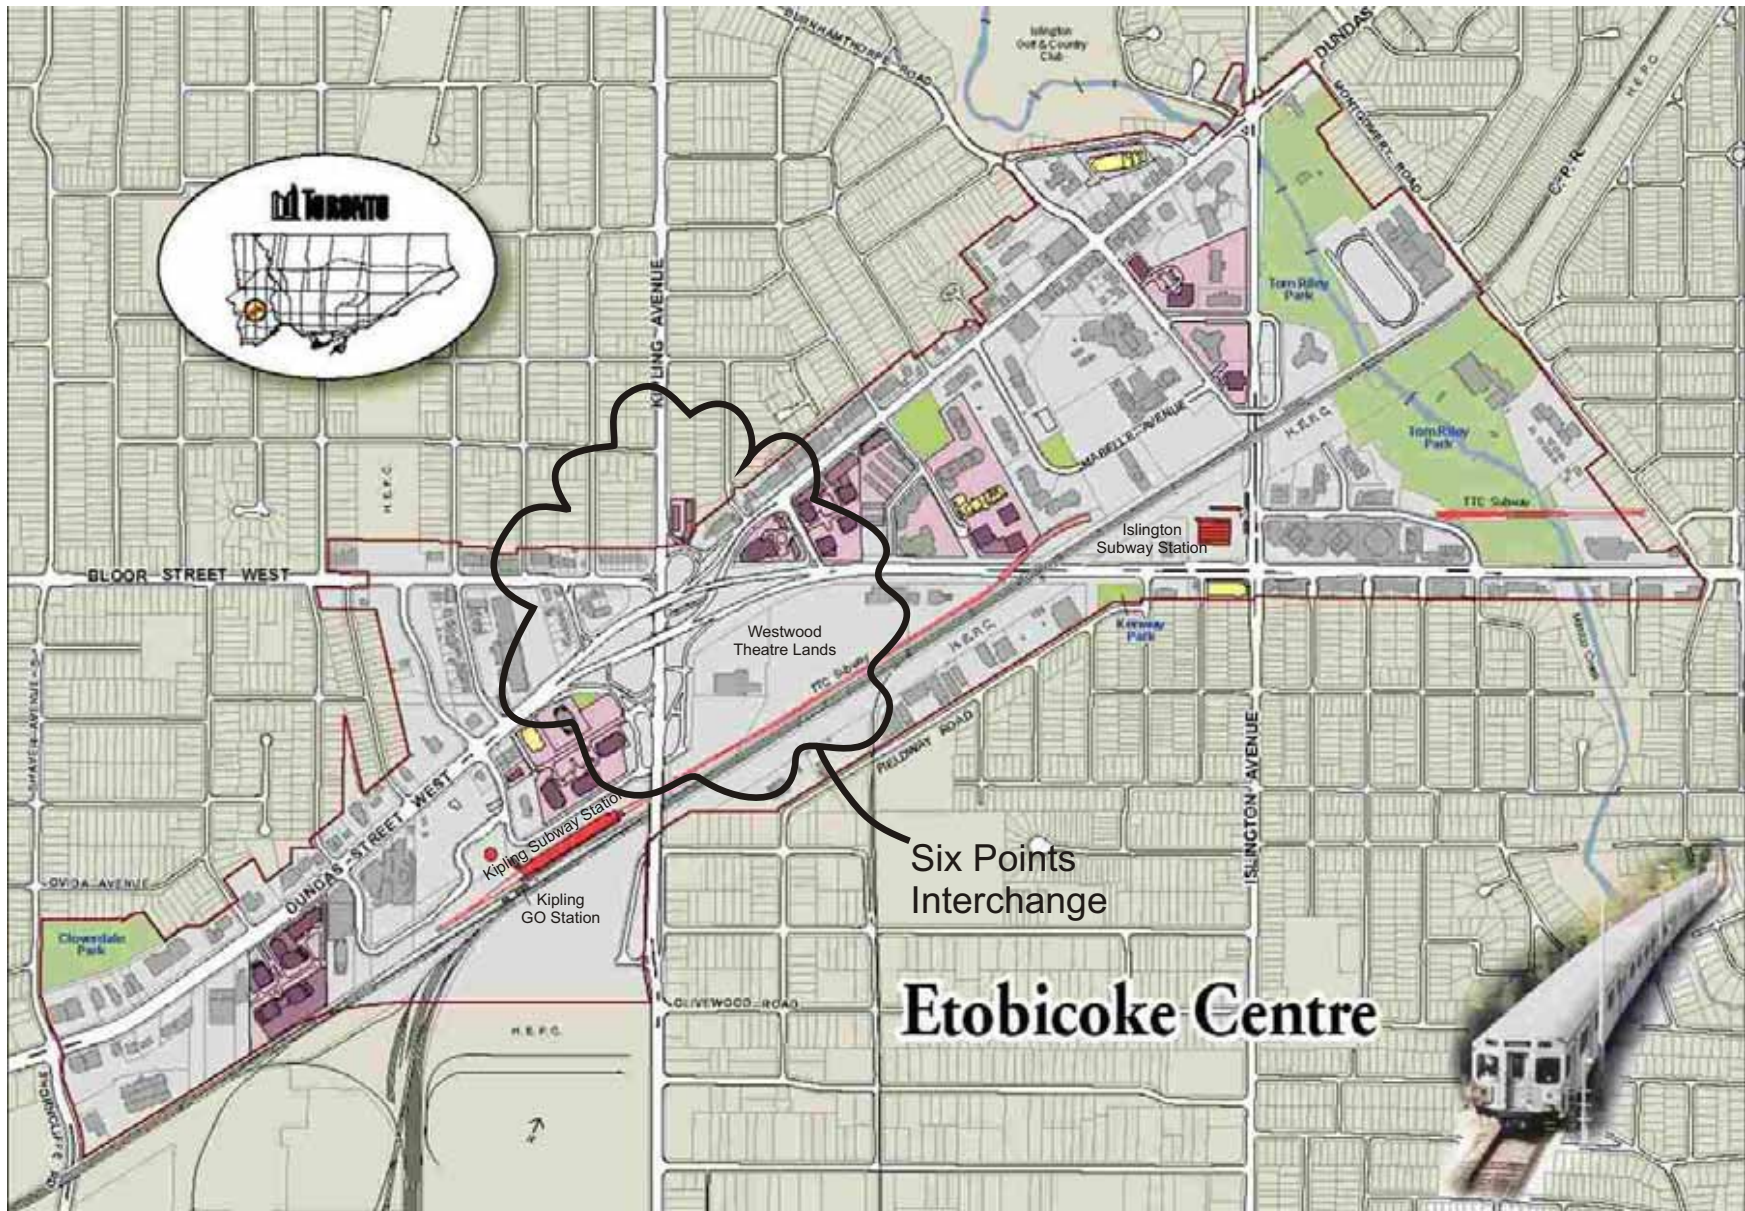 BURNHAMTHORPE ROAD
Islington
Golf & Country
Club
DUNDAS
H.E.P.C.
MONTGOMERY ROAD
C.P.R.
TORONTO
KIPLING AVENUE
Tom Riley
Park
H.E.P.C.
MABELLE AVENUE
H.E.P.C.
Tom Riley
Park
TTC Subway
Islington
Subway Station
BLOOR STREET WEST
Westwood
Theatre Lands
H.E.P.C.
Kenway
Park
Mimico Creek
TTC Subway
SHAVER AVENUE S
FIELDWAY ROAD
ISLINGTON AVENUE
DUNDAS STREET WEST
Kipling Subway Station
Six Points
Interchange
OVIDA AVENUE
Kipling
GO Station
Cloverdale
Park
OLIVEWOOD ROAD
Etobicoke Centre
H.E.P.C.
N